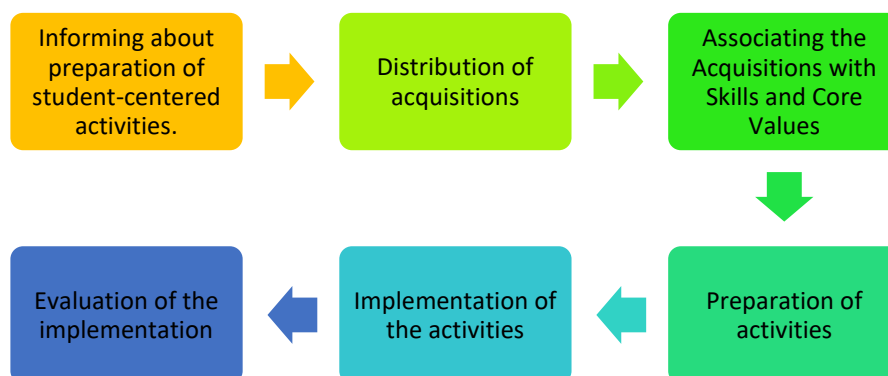 Informing about
preparation of
student-centered
activities.
Distribution of
acquisitions
Associating the
Acquisitions with
Skills and Core
Values
Preparation of
activities
Implementation of
the activities
Evaluation of the
implementation